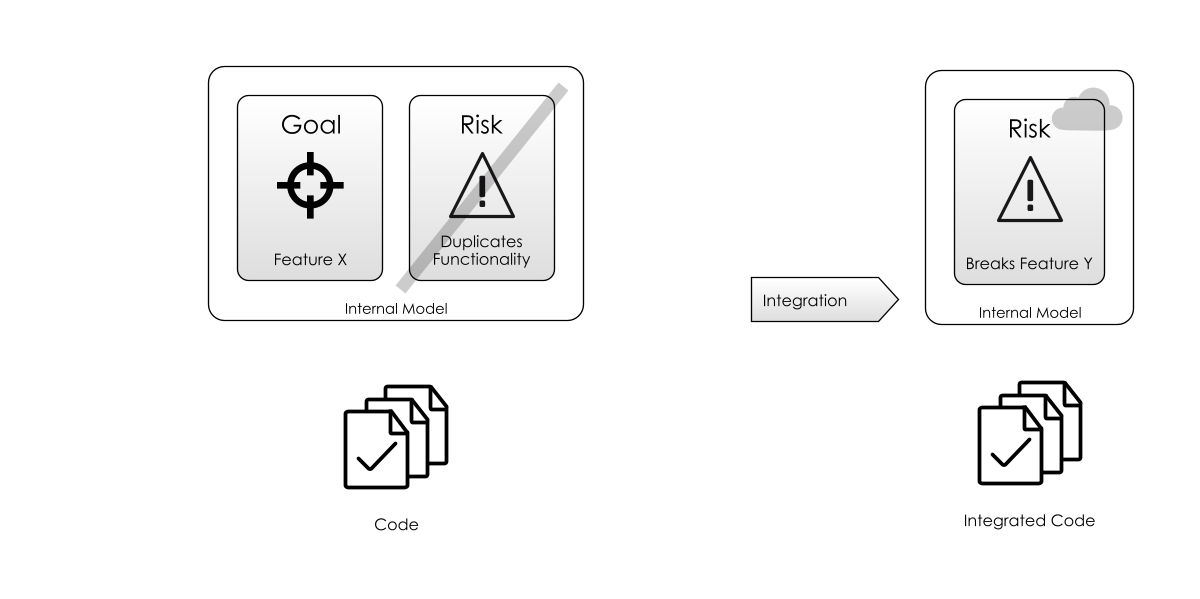 Goal
Feature X
Risk
Duplicates
Functionality
Internal Model
Code
Integration
Risk
Breaks Feature Y
Internal Model
Integrated Code